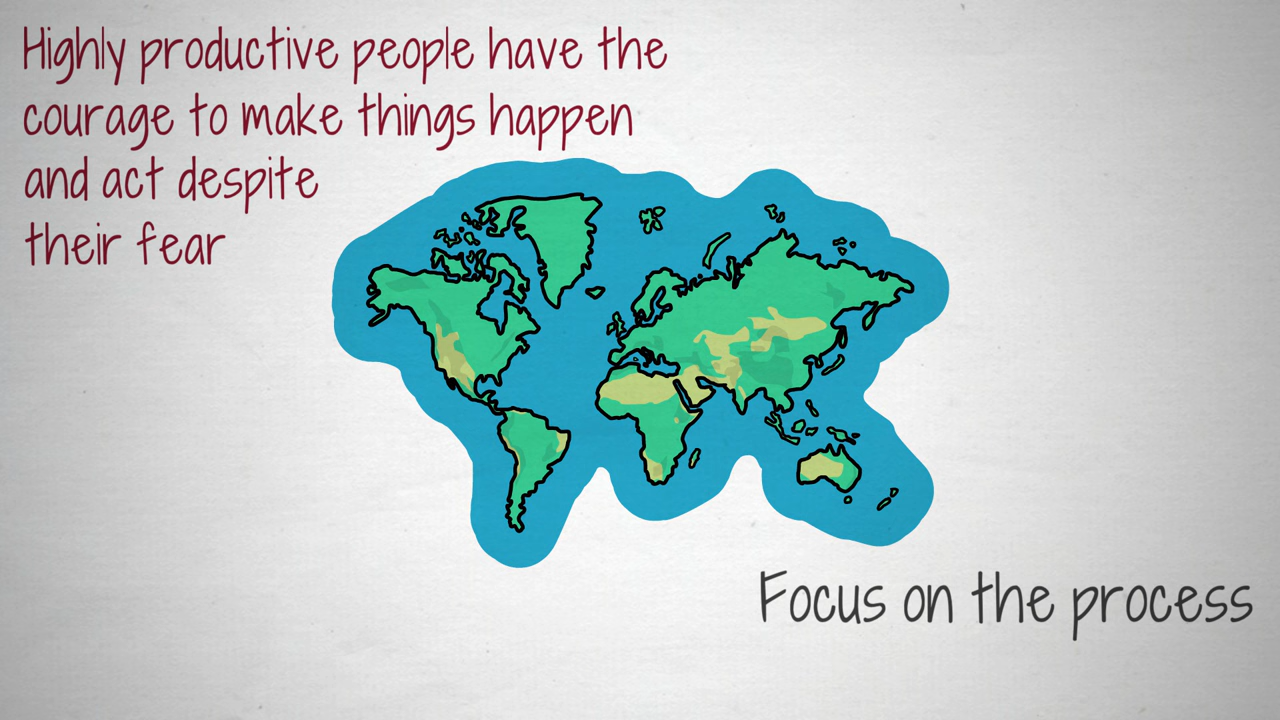 Highly productive people have the
courage to make things happen
and act despite
their fear
Focus on the process